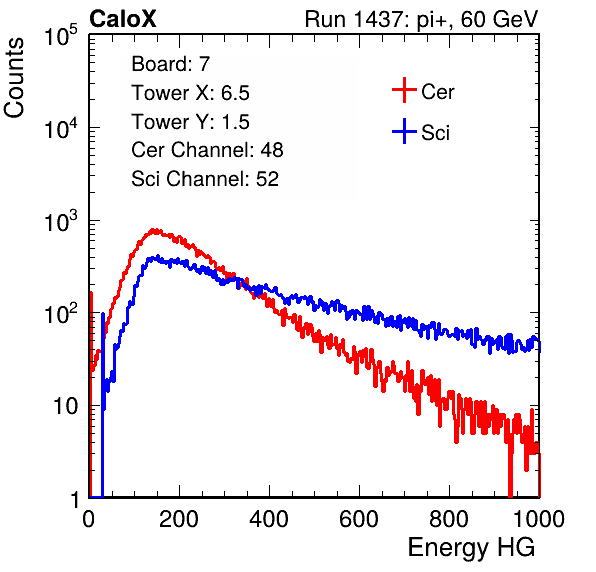 CaloX Run 1437: pi+, 60 GeV
Counts
Board: 7
Tower X: 6.5
Tower Y: 1.5
Cer Channel: 48
Sci Channel: 52
Cer
Sci
10^5
10^4
10^3
10^2
10
1
0 200 400 600 800 1000
Energy HG